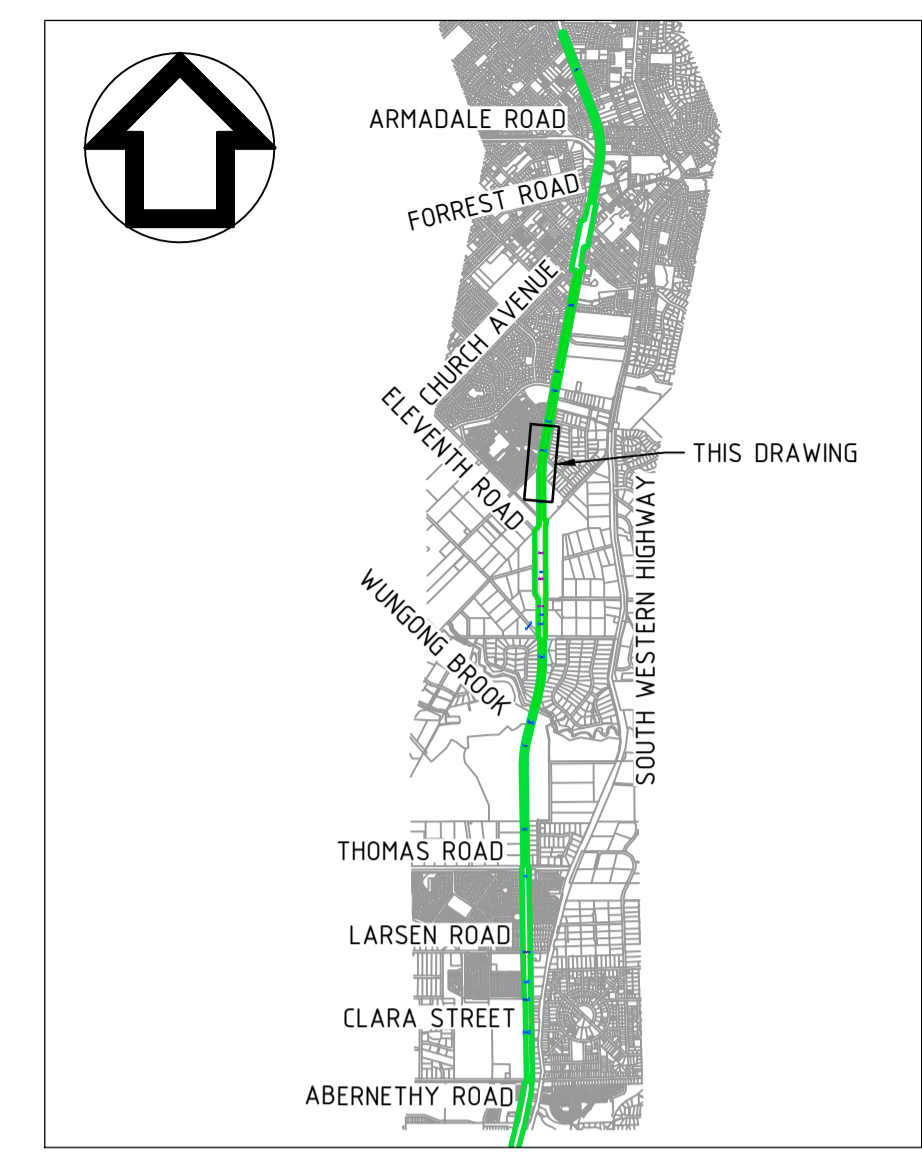 ARMADALE ROAD
FORREST ROAD
CHURCH AVENUE
ELEVENTH ROAD
THIS DRAWING
WUNGONG BROOK
SOUTH WESTERN HIGHWAY
THOMAS ROAD
LARSEN ROAD
CLARA STREET
ABERNETHY ROAD